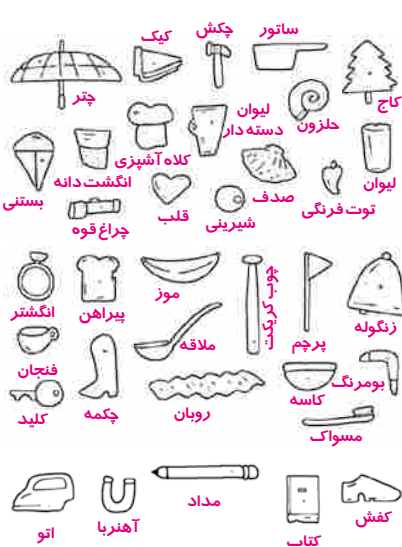 ساتور
چکش
کیک
چتر
کاج
حلزون
لیوان
دسته‌دار
کلاه آشپزی
انگشت دانه
بستنی
لیوان
توت فرنگی
صدف
شیرینی
قلب
چراغ قوه
انگشتر
پیراهن
موز
چوب کریکت
پرچم
زنگوله
ملاقه
فنجان
بومرنگ
کاسه
روبان
چکمه
کلید
مسواک
مداد
کفش
کتاب
آهنربا
اتو